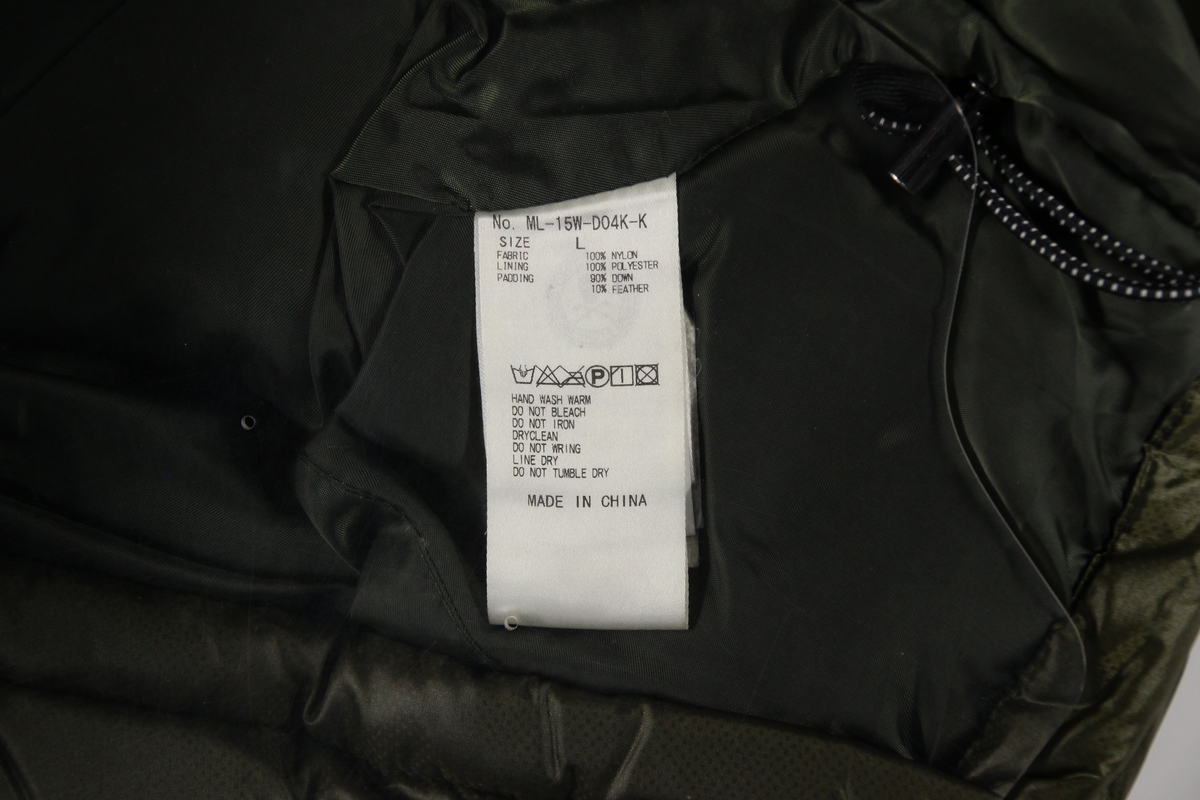 No. ML-15W-D04K-K
SIZE L
FABRIC 100% NYLON
LINING 100% POLYESTER
PADDING 90% DOWN
10% FEATHER
P
HAND WASH WARM
DO NOT BLEACH
DO NOT IRON
DRYCLEAN
DO NOT WRING
LINE DRY
DO NOT TUMBLE DRY
MADE IN CHINA